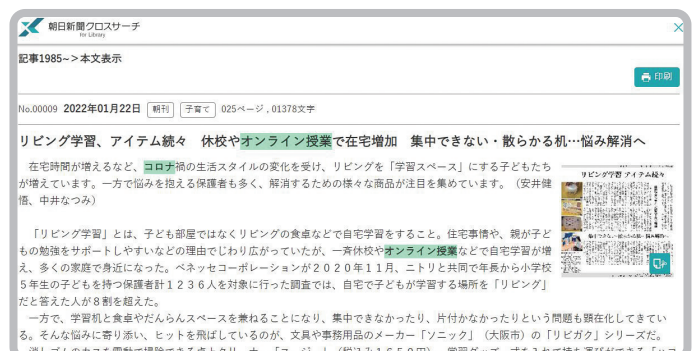 朝日新聞クロスサーチ
for Library
記事1985~>本文表示
印刷
No.00009 2022年01月22日 朝刊 子育て 025ページ, 01378文字
リビング学習、アイテム続々 休校やオンライン授業で在宅増加 集中できない・散らかる机…悩み解消へ
在宅時間が増えるなど、コロナ禍の生活スタイルの変化を受け、リビングを「学習スペース」にする子どもたち
が増えています。一方で悩みを抱える保護者も多く、解消するための様々な商品が注目を集めています。(安井健
悟、中井なつみ)
「リビング学習」とは、子ども部屋ではなくリビングの食卓などで自宅学習をすること。住宅事情や、親が子ど
もの勉強をサポートしやすいなどの理由でじわり広がっていたが、一斉休校やオンライン授業などで自宅学習が増
え、多くの家庭で身近になった。ベネッセコーポレーションが2020年11月、ニトリと共同で年長から小学校
5年生の子どもを持つ保護者計1236人を対象に行った調査では、自宅で子どもが学習する場所を「リビング」
だと答えた人が8割を超えた。
一方で、学習机と食卓やだんらんスペースを兼ねることになり、集中できなかったり、片付かなかったりという問題も顕在化してきてい
る。そんな悩みに寄り添い、ヒットを飛ばしているのが、文具や事務用品のメーカー「ソニック」(大阪市)の「リビガク」シリーズだ。
リビング学習 アイテム続々